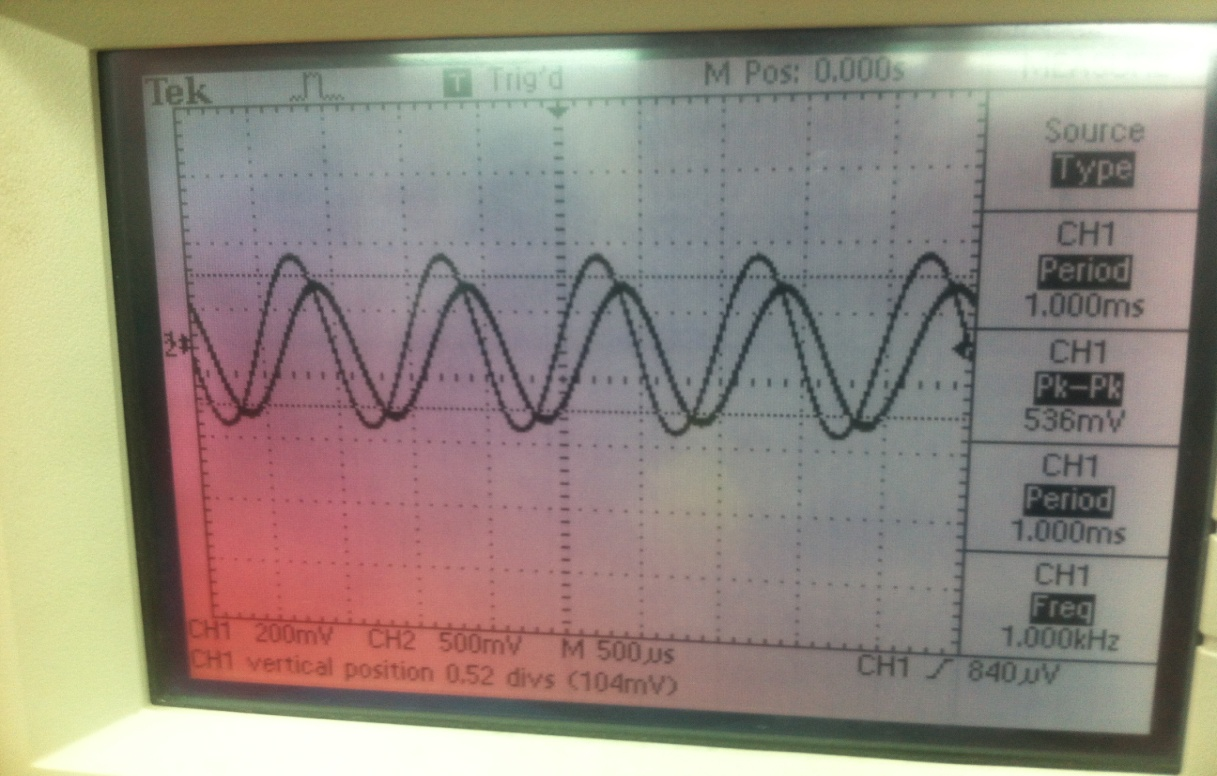 Tek T Trig'd M Pos: 0.000s
Source
Type
CH1
Period
1.000ms
CH1
Pk-Pk
536mV
CH1
Period
1.000ms
CH1
Freq
1.000kHz
2
CH1 200mV CH2 500mV M 500µs
CH1 840µV
CH1 vertical position 0.52 divs (104mV)